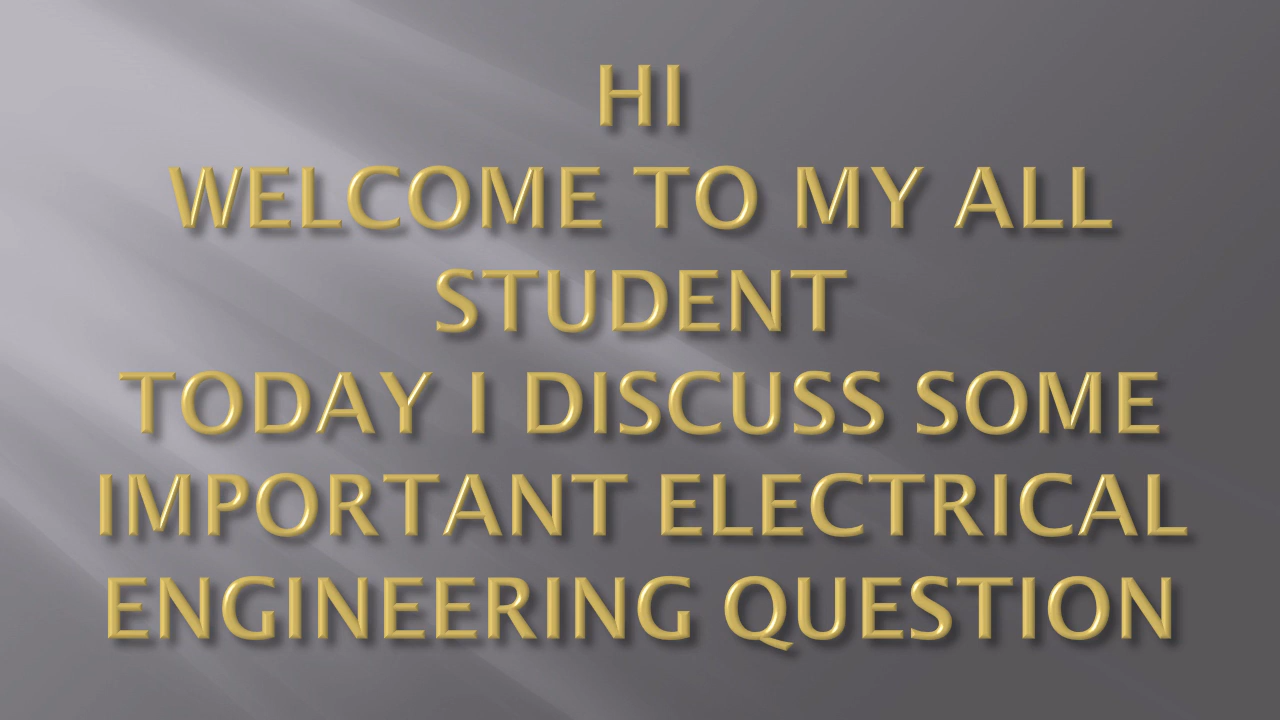 HI
WELCOME TO MY ALL
STUDENT
TODAY I DISCUSS SOME
IMPORTANT ELECTRICAL
ENGINEERING QUESTION